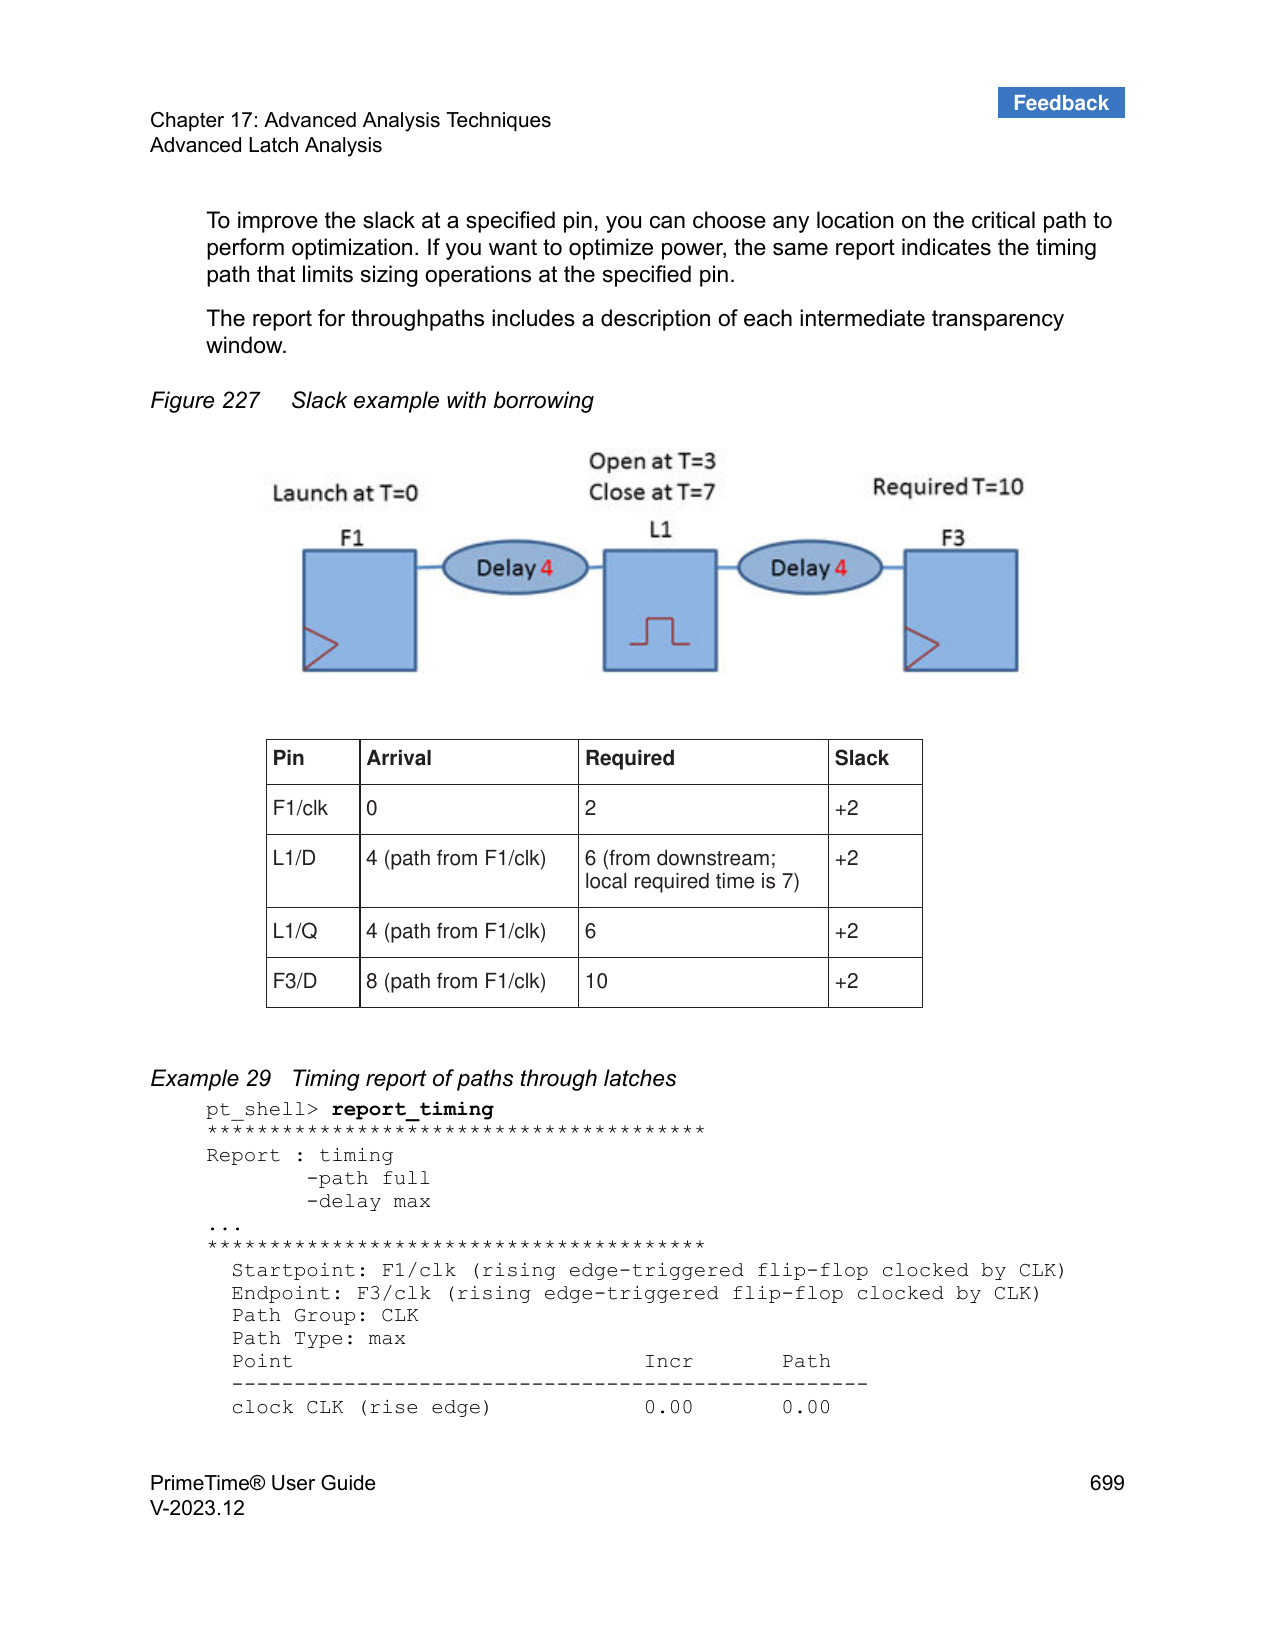 Feedback
Chapter 17: Advanced Analysis Techniques
Advanced Latch Analysis
To improve the slack at a specified pin, you can choose any location on the critical path to
perform optimization. If you want to optimize power, the same report indicates the timing
path that limits sizing operations at the specified pin.
The report for throughpaths includes a description of each intermediate transparency
window.
Figure 227 Slack example with borrowing
Launch at T=0
Open at T=3
Close at T=7
Required T=10
F1
L1
F3
Delay 4
Delay 4
Pin Arrival Required Slack
F1/clk 0 2 +2
L1/D 4 (path from F1/clk) 6 (from downstream; +2
local required time is 7)
L1/Q 4 (path from F1/clk) 6 +2
F3/D 8 (path from F1/clk) 10 +2
Example 29 Timing report of paths through latches
pt_shell> report_timing
****************************************
Report : timing
        -path full
        -delay max
...
****************************************
  Startpoint: F1/clk (rising edge-triggered flip-flop clocked by CLK)
  Endpoint: F3/clk (rising edge-triggered flip-flop clocked by CLK)
  Path Group: CLK
  Path Type: max
  Point                            Incr       Path
  ---------------------------------------------------
  clock CLK (rise edge)            0.00       0.00
PrimeTime® User Guide 699
V-2023.12